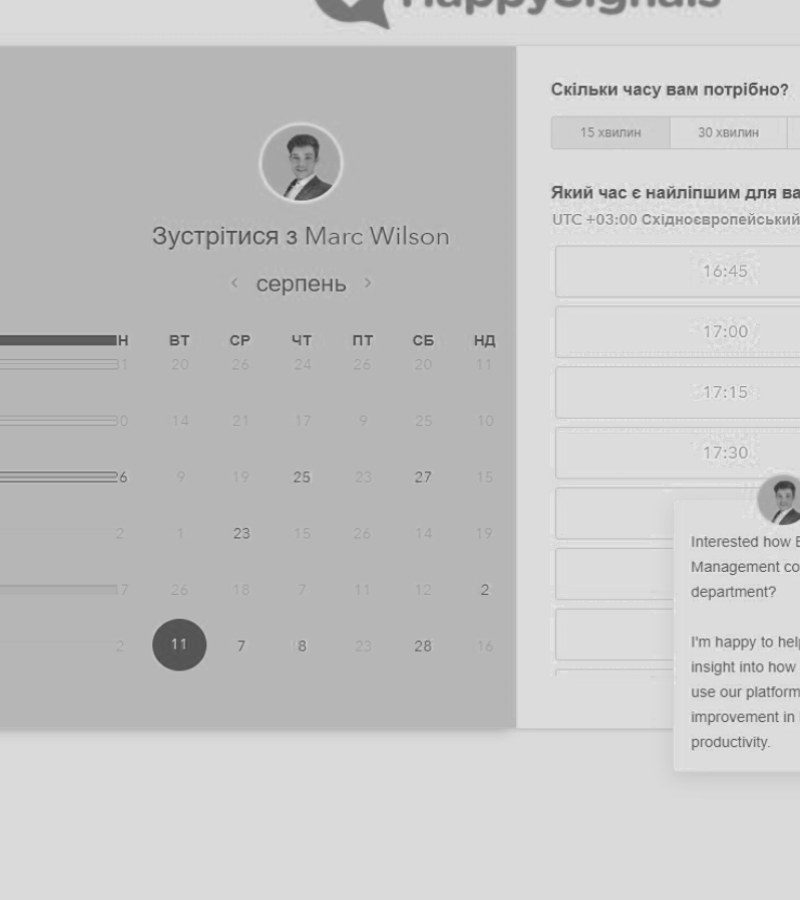 HappySignals
Зустрітися з Marc Wilson
серпень
Н ВТ СР ЧТ ПТ СБ НД
1 20 26 24 26 20 11
0 14 21 17 9 25 10
6 9 19 25 23 27 15
2 1 23 15 26 14 19
7 26 18 7 11 12 2
2 11 7 8 23 28 16
Скільки часу вам потрібно?
15 хвилин 30 хвилин
Який час є найліпшим для ва
UTC +03:00 Східноєвропейський
16:45
17:00
17:15
17:30
Interested how E
Management co
department?
I'm happy to help
insight into how
use our platform
improvement in
productivity.